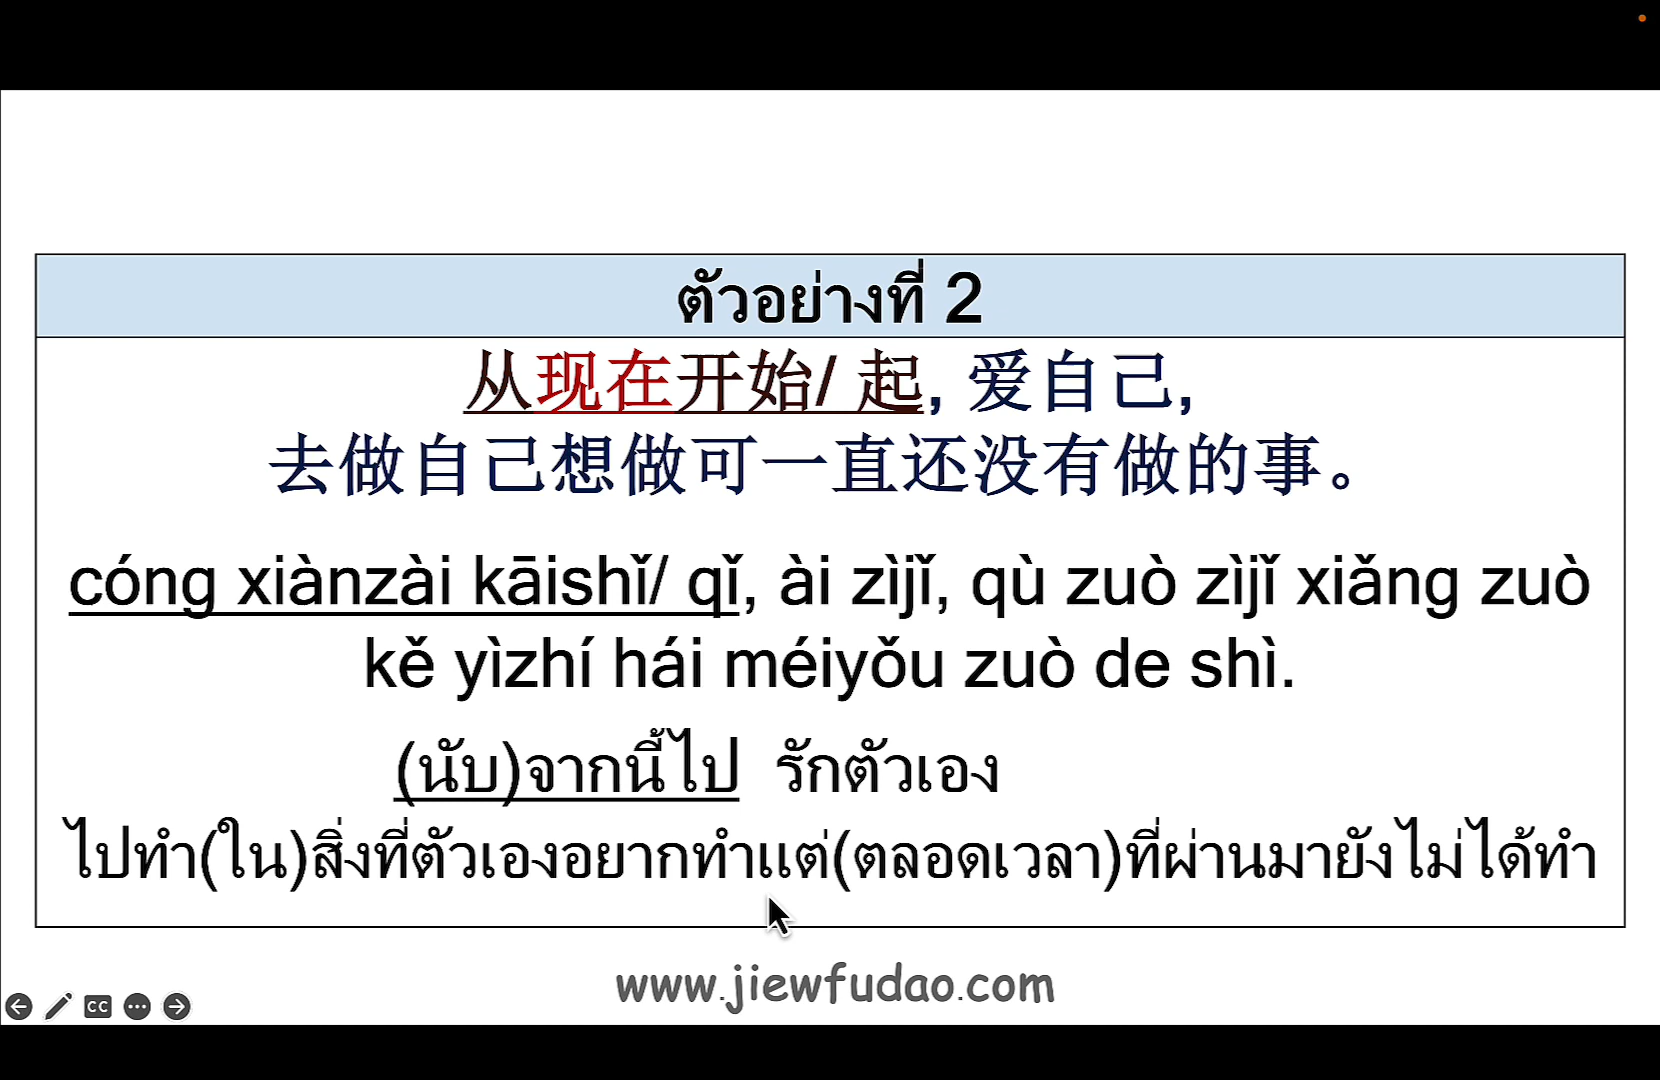 ตัวอย่างที่ 2
从现在开始/ 起, 爱自己,
去做自己想做可一直还没有做的事。
cóng xiànzài kāishǐ/ qǐ, ài zìjǐ, qù zuò zìjǐ xiǎng zuò
kě yìzhí hái méiyǒu zuò de shì.
(นับ)จากนี้ไป รักตัวเอง
ไปทำ(ใน)สิ่งที่ตัวเองอยากทำแต่(ตลอดเวลา)ที่ผ่านมายังไม่ได้ทำ
www.jiewfudao.com
CC